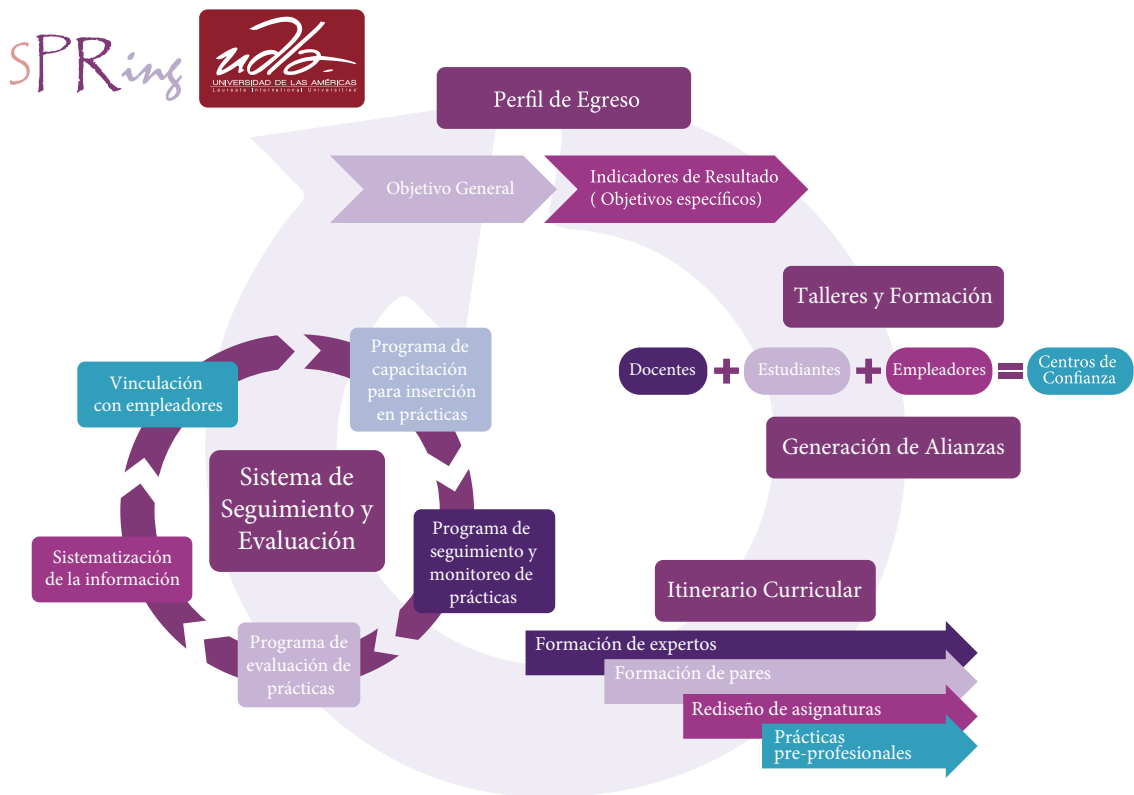 sPRing
udla
UNIVERSIDAD DE LAS AMÉRICAS
Laureate International Universities
Perfil de Egreso
Objetivo General
Indicadores de Resultado
( Objetivos específicos)
Talleres y Formación
Docentes + Estudiantes + Empleadores = Centros de
Confianza
Generación de Alianzas
Itinerario Curricular
Formación de expertos
Formación de pares
Rediseño de asignaturas
Prácticas
pre-profesionales
Sistema de
Seguimiento y
Evaluación
Programa de
capacitación
para inserción
en prácticas
Programa de
seguimiento y
monitoreo de
prácticas
Programa de
evaluación de
prácticas
Sistematización
de la información
Vinculación
con empleadores